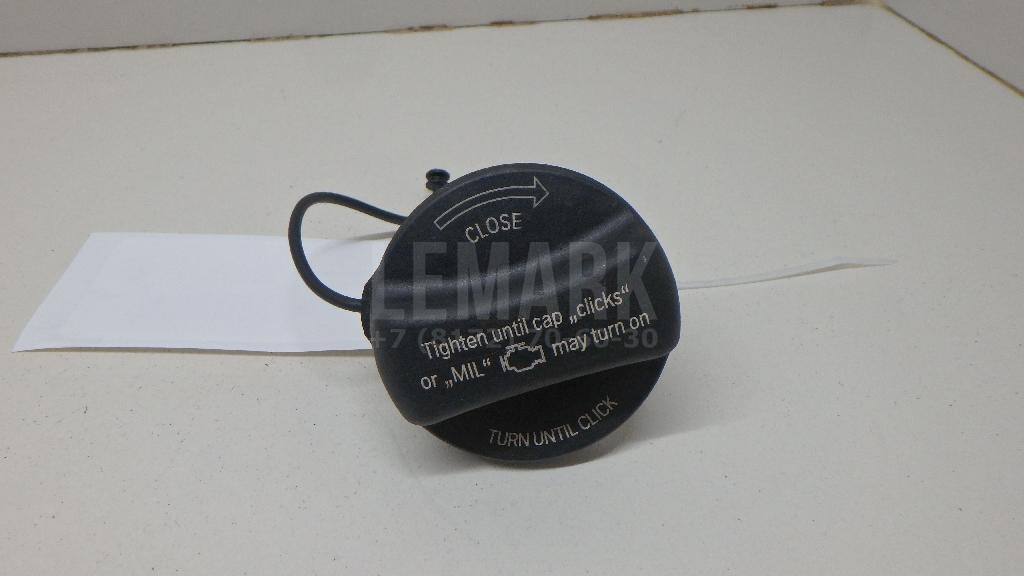 CLOSE
LEMARK
Tighten until cap „clicks“
or „MIL“ may turn on
TURN UNTIL CLICK